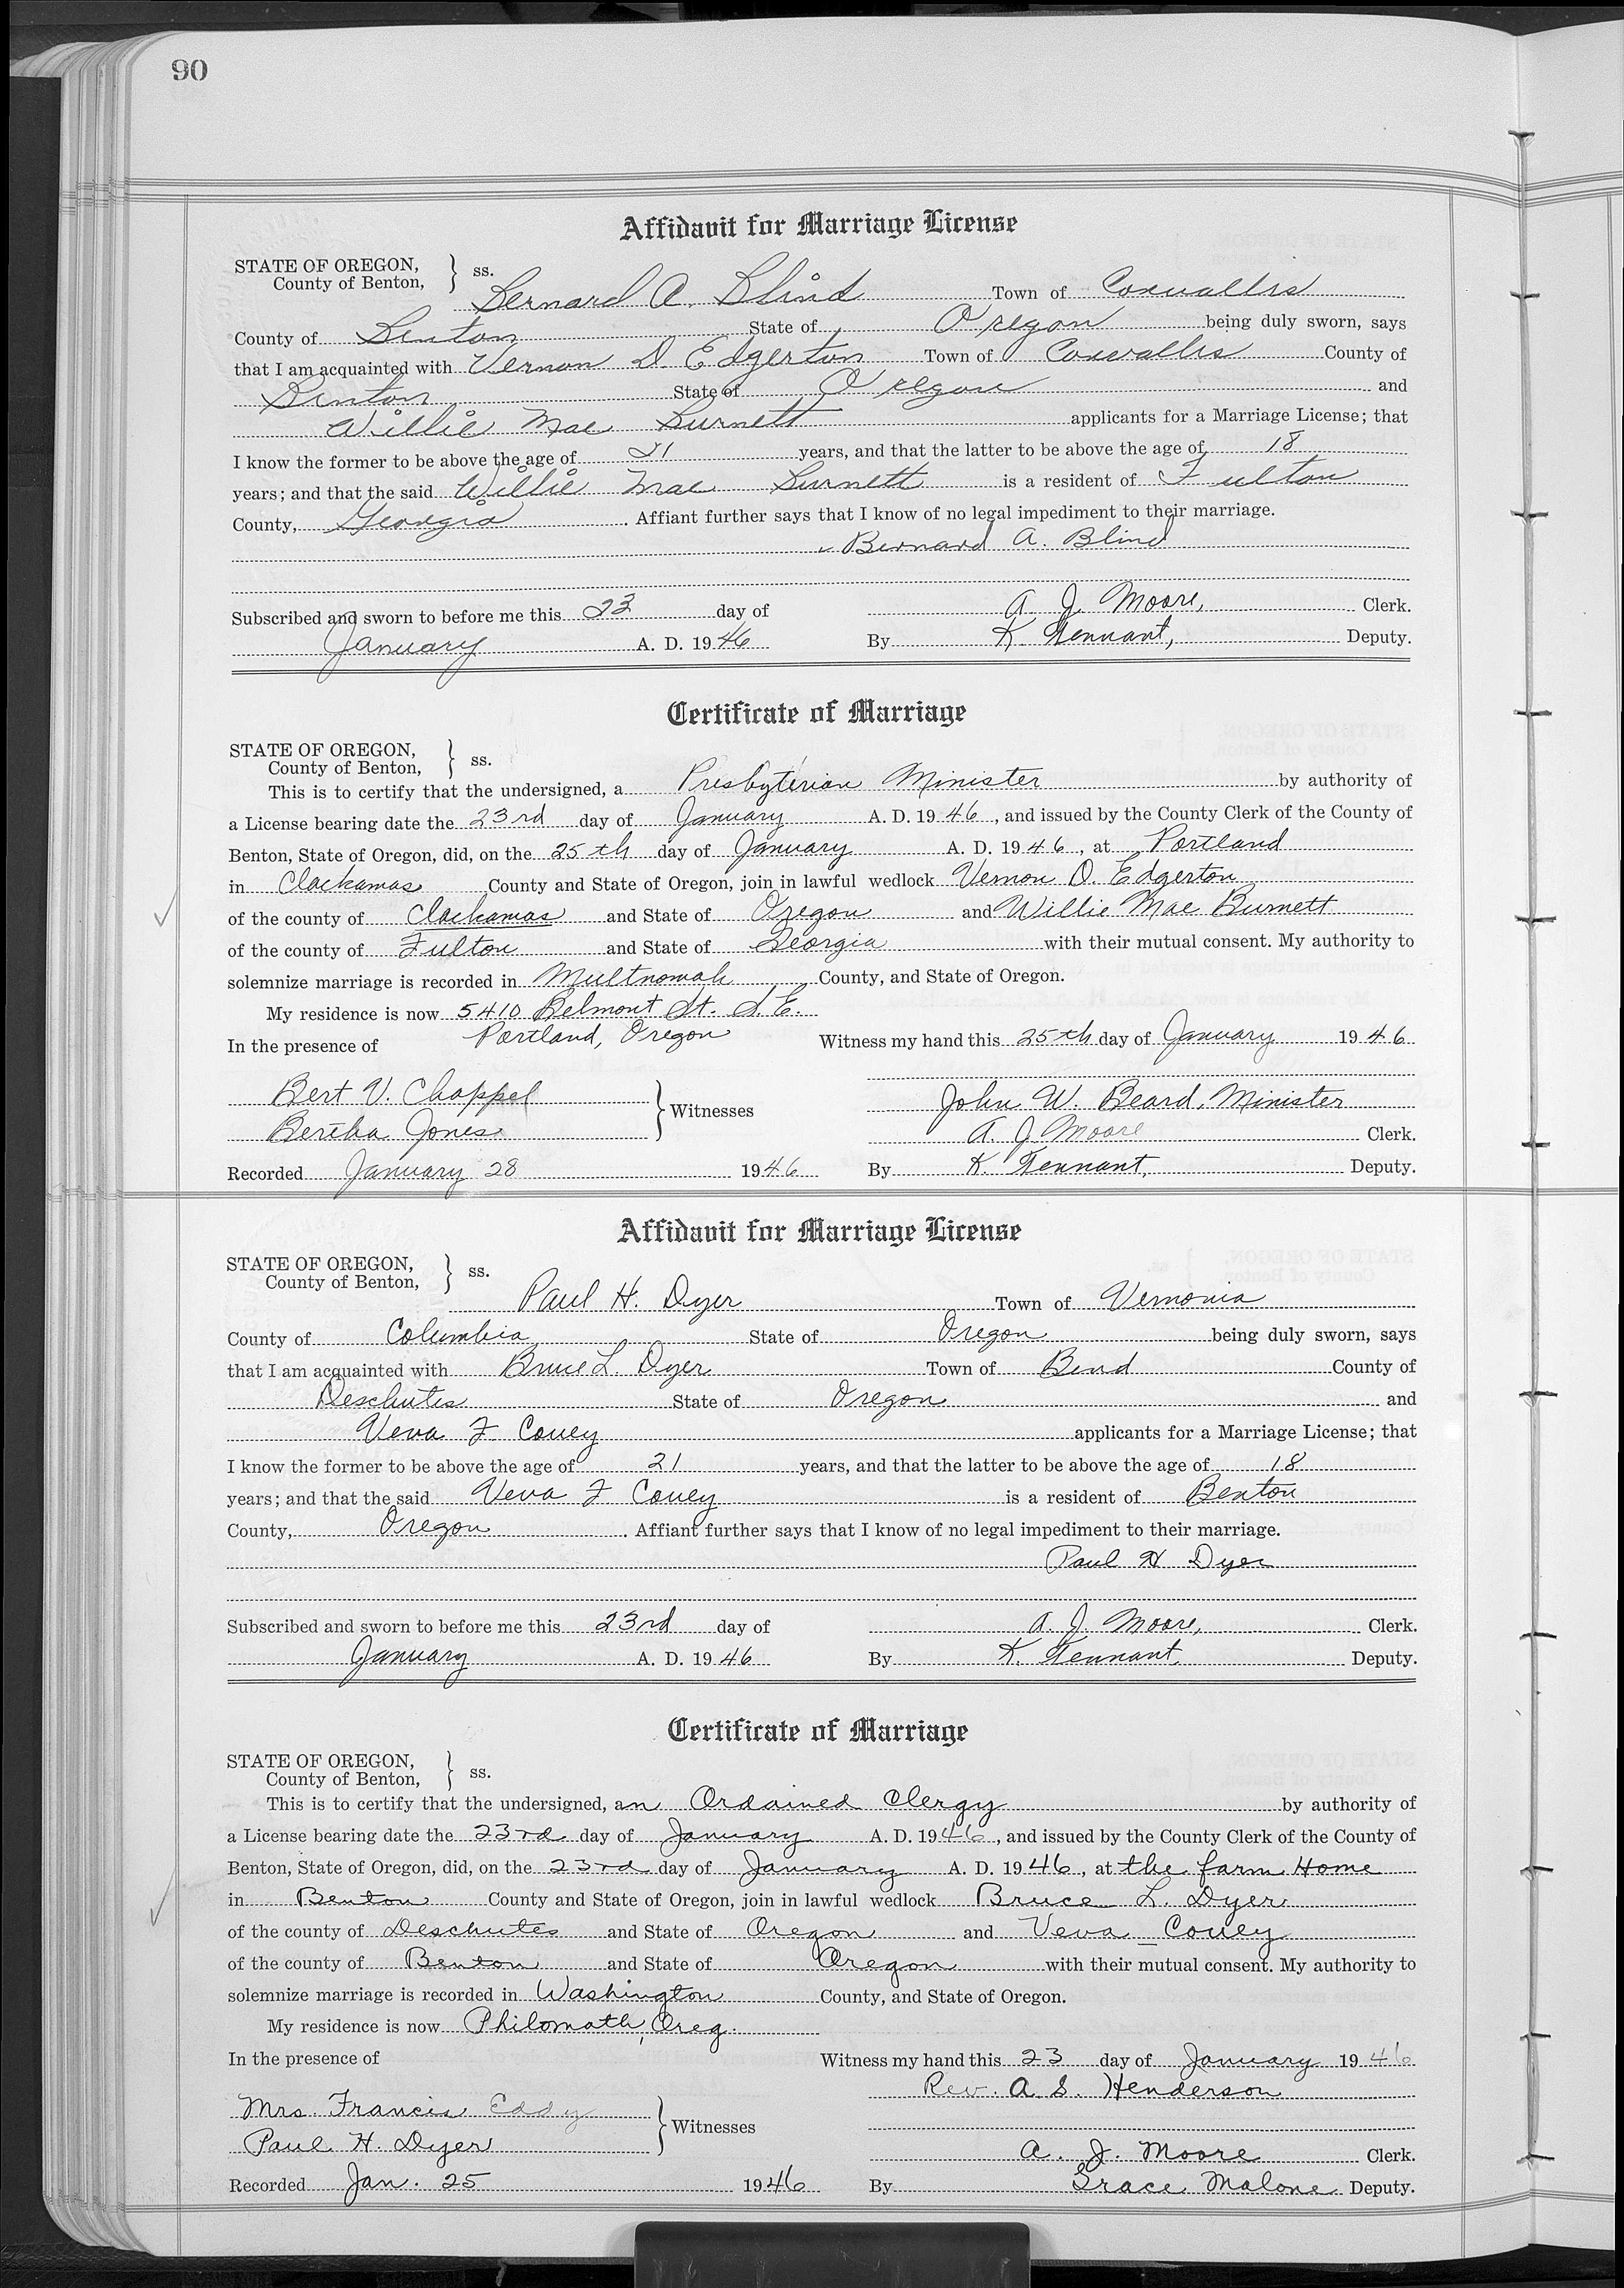 90
Affidavit for Marriage License
STATE OF OREGON,
County of Benton, } ss.
Bernard A. Blind Town of Corvallis
County of Benton State of Oregon being duly sworn, says
that I am acquainted with Vernon D. Edgerton Town of Corvallis County of
Benton State of Oregon and
Willie Mae Burnett applicants for a Marriage License; that
I know the former to be above the age of 21 years, and that the latter to be above the age of 18
years; and that the said Willie Mae Burnett is a resident of Fulton
County, Georgia. Affiant further says that I know of no legal impediment to their marriage.
Bernard A. Blind
Subscribed and sworn to before me this 23 day of A. J. Moore, Clerk.
January A. D. 1946 By K. Tennant, Deputy.
Certificate of Marriage
STATE OF OREGON,
County of Benton, } ss.
This is to certify that the undersigned, a Presbyterian Minister by authority of
a License bearing date the 23rd day of January A. D. 1946, and issued by the County Clerk of the County of
Benton, State of Oregon, did, on the 25th day of January A. D. 1946, at Portland
in Clackamas County and State of Oregon, join in lawful wedlock Vernon O. Edgerton
of the county of Clackamas and State of Oregon and Willie Mae Burnett
of the county of Fulton and State of Georgia with their mutual consent. My authority to
solemnize marriage is recorded in Multnomah County, and State of Oregon.
My residence is now 5410 Belmont St. S.E.
Portland, Oregon
In the presence of Witness my hand this 25th day of January 1946
Bert V. Chappel
Bertha Jones } Witnesses
John W. Beard, Minister
A. J. Moore Clerk.
Recorded January 28 1946 By K. Tennant, Deputy.
Affidavit for Marriage License
STATE OF OREGON,
County of Benton, } ss.
Paul H. Dyer Town of Vernonia
County of Columbia State of Oregon being duly sworn, says
that I am acquainted with Bruce L. Dyer Town of Bend County of
Deschutes State of Oregon and
Veva F. Couey applicants for a Marriage License; that
I know the former to be above the age of 21 years, and that the latter to be above the age of 18
years; and that the said Veva F Couey is a resident of Benton
County, Oregon. Affiant further says that I know of no legal impediment to their marriage.
Paul H Dyer
Subscribed and sworn to before me this 23rd day of A. J. Moore, Clerk.
January A. D. 1946 By K. Tennant, Deputy.
Certificate of Marriage
STATE OF OREGON,
County of Benton, } ss.
This is to certify that the undersigned, an Ordained Clergy by authority of
a License bearing date the 23rd day of January A. D. 1946, and issued by the County Clerk of the County of
Benton, State of Oregon, did, on the 23rd day of January A. D. 1946, at the farm Home
in Benton County and State of Oregon, join in lawful wedlock Bruce L. Dyer
of the county of Deschutes and State of Oregon and Veva Couey
of the county of Benton and State of Oregon with their mutual consent. My authority to
solemnize marriage is recorded in Washington County, and State of Oregon.
My residence is now Philomath, Oreg.
In the presence of Witness my hand this 23 day of January 1946
Rev. A. S. Henderson
Mrs. Francis Eddy
Paul H. Dyer } Witnesses
A. J. Moore Clerk.
Recorded Jan. 25 1946 By Grace Malone Deputy.